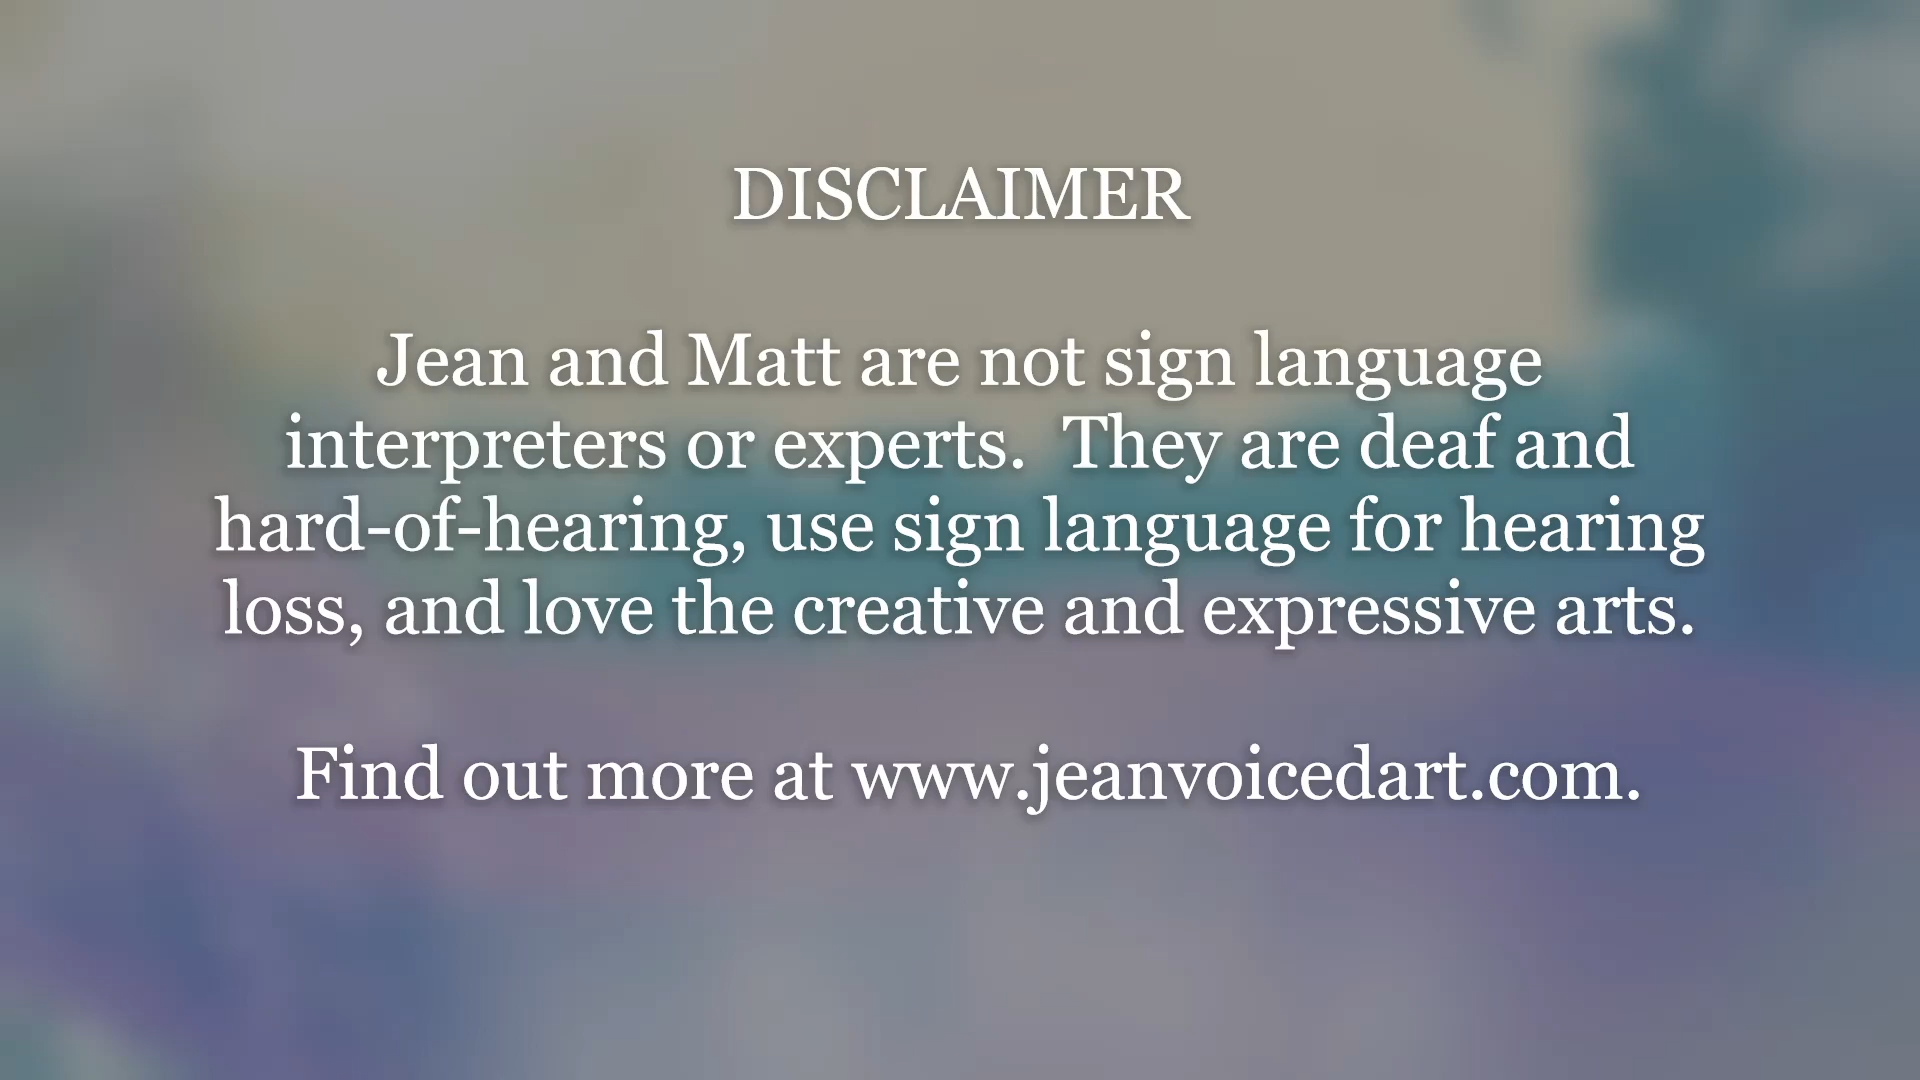 DISCLAIMER
Jean and Matt are not sign language
interpreters or experts.  They are deaf and
hard-of-hearing, use sign language for hearing
loss, and love the creative and expressive arts.
Find out more at www.jeanvoicedart.com.